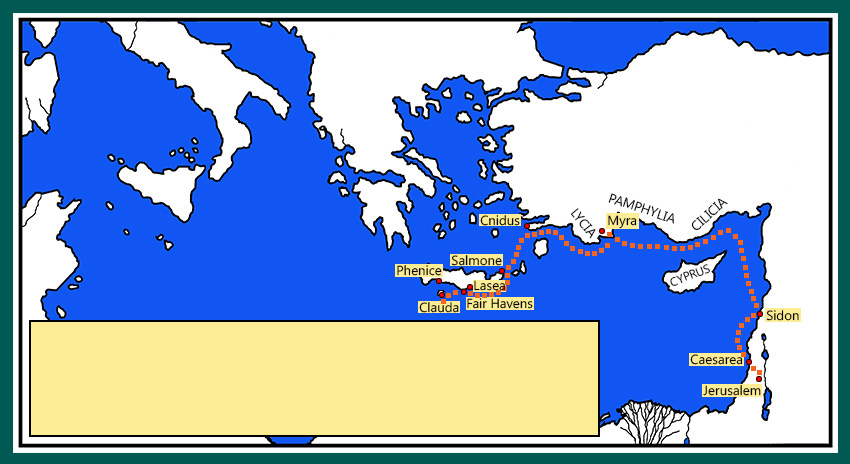 PAMPHYLIA
CILICIA
LYCIA
Myra
Cnidus
Salmone
Phenice
CYPRUS
Lasea
Fair Havens
Clauda
Sidon
Caesarea
Jerusalem